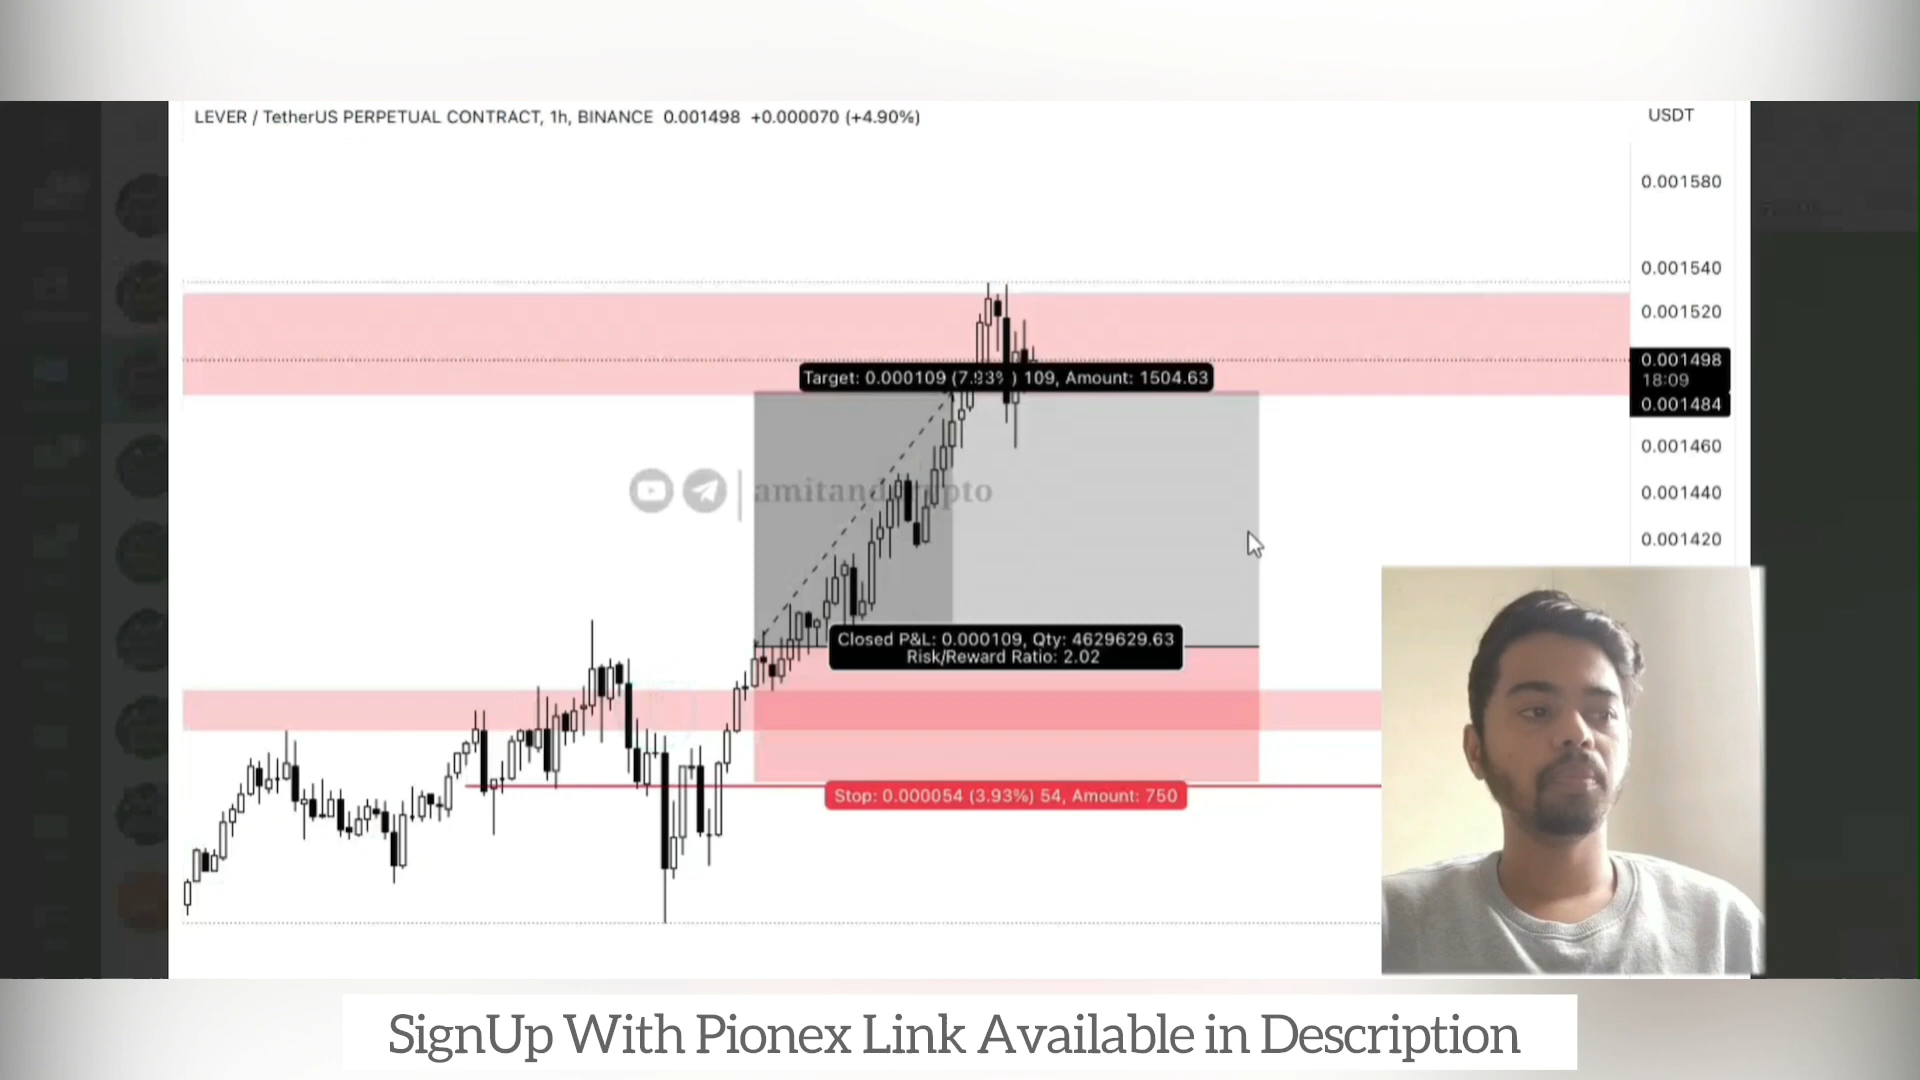 LEVER / TetherUS PERPETUAL CONTRACT, 1h, BINANCE 0.001498 +0.000070 (+4.90%)
USDT
0.001580
0.001540
0.001520
0.001498
18:09
0.001484
0.001460
0.001440
0.001420
Target: 0.000109 (7.93%) 109, Amount: 1504.63
Closed P&L: 0.000109, Qty: 4629629.63
Risk/Reward Ratio: 2.02
Stop: 0.000054 (3.93%) 54, Amount: 750
SignUp With Pionex Link Available in Description